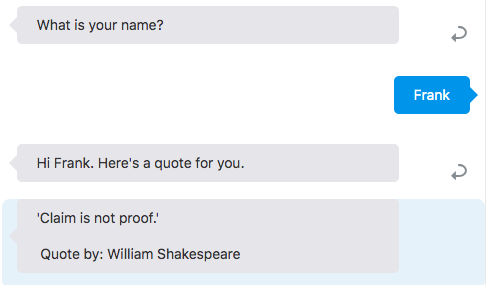 What is your name?
Frank
Hi Frank. Here's a quote for you.
'Claim is not proof.'
Quote by: William Shakespeare